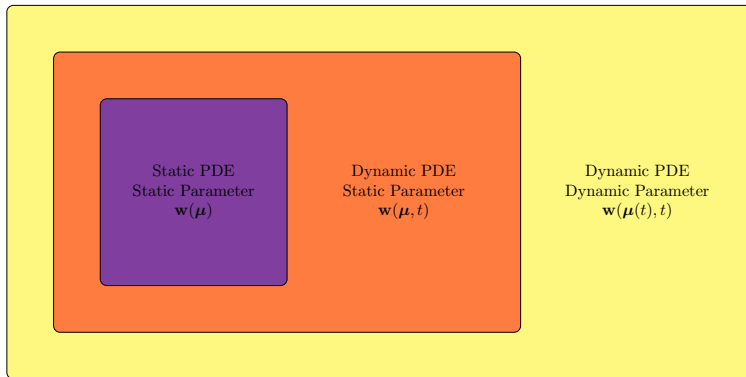 Static PDE
Static Parameter
w(μ)
Dynamic PDE
Static Parameter
w(μ, t)
Dynamic PDE
Dynamic Parameter
w(μ(t), t)